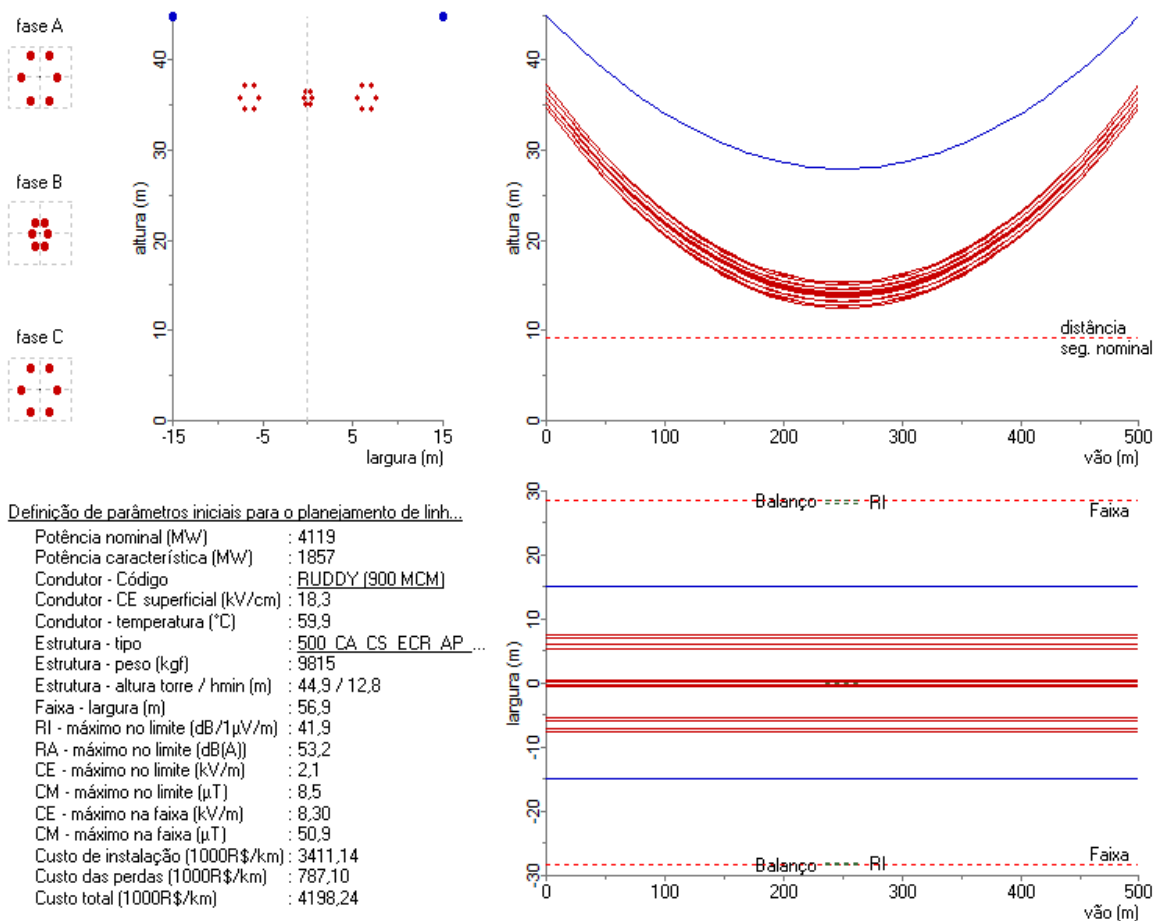 fase A
fase B
fase C
40
30
20
10
0
altura (m)
-15
-5
5
15
largura (m)
40
30
20
10
0
altura (m)
distância
seg. nominal
0
100
200
300
400
500
vão (m)
Definição de parâmetros iniciais para o planejamento de linh...
Potência nominal (MW) : 4119
Potência característica (MW) : 1857
Condutor - Código : RUDDY (900 MCM)
Condutor - CE superficial (kV/cm) : 18,3
Condutor - temperatura (°C) : 59,9
Estrutura - tipo : 500_CA_CS_ECR_AP_...
Estrutura - peso (kgf) : 9815
Estrutura - altura torre / hmin (m) : 44,9 / 12,8
Faixa - largura (m) : 56,9
RI - máximo no limite (dB/1µV/m) : 41,9
RA - máximo no limite (dB(A)) : 53,2
CE - máximo no limite (kV/m) : 2,1
CM - máximo no limite (µT) : 8,5
CE - máximo na faixa (kV/m) : 8,30
CM - máximo na faixa (µT) : 50,9
Custo de instalação (1000R$/km) : 3411,14
Custo das perdas (1000R$/km) : 787,10
Custo total (1000R$/km) : 4198,24
30
20
10
0
-10
-20
-30
largura (m)
Balanço
RI
Faixa
Balanço
RI
Faixa
0
100
200
300
400
500
vão (m)